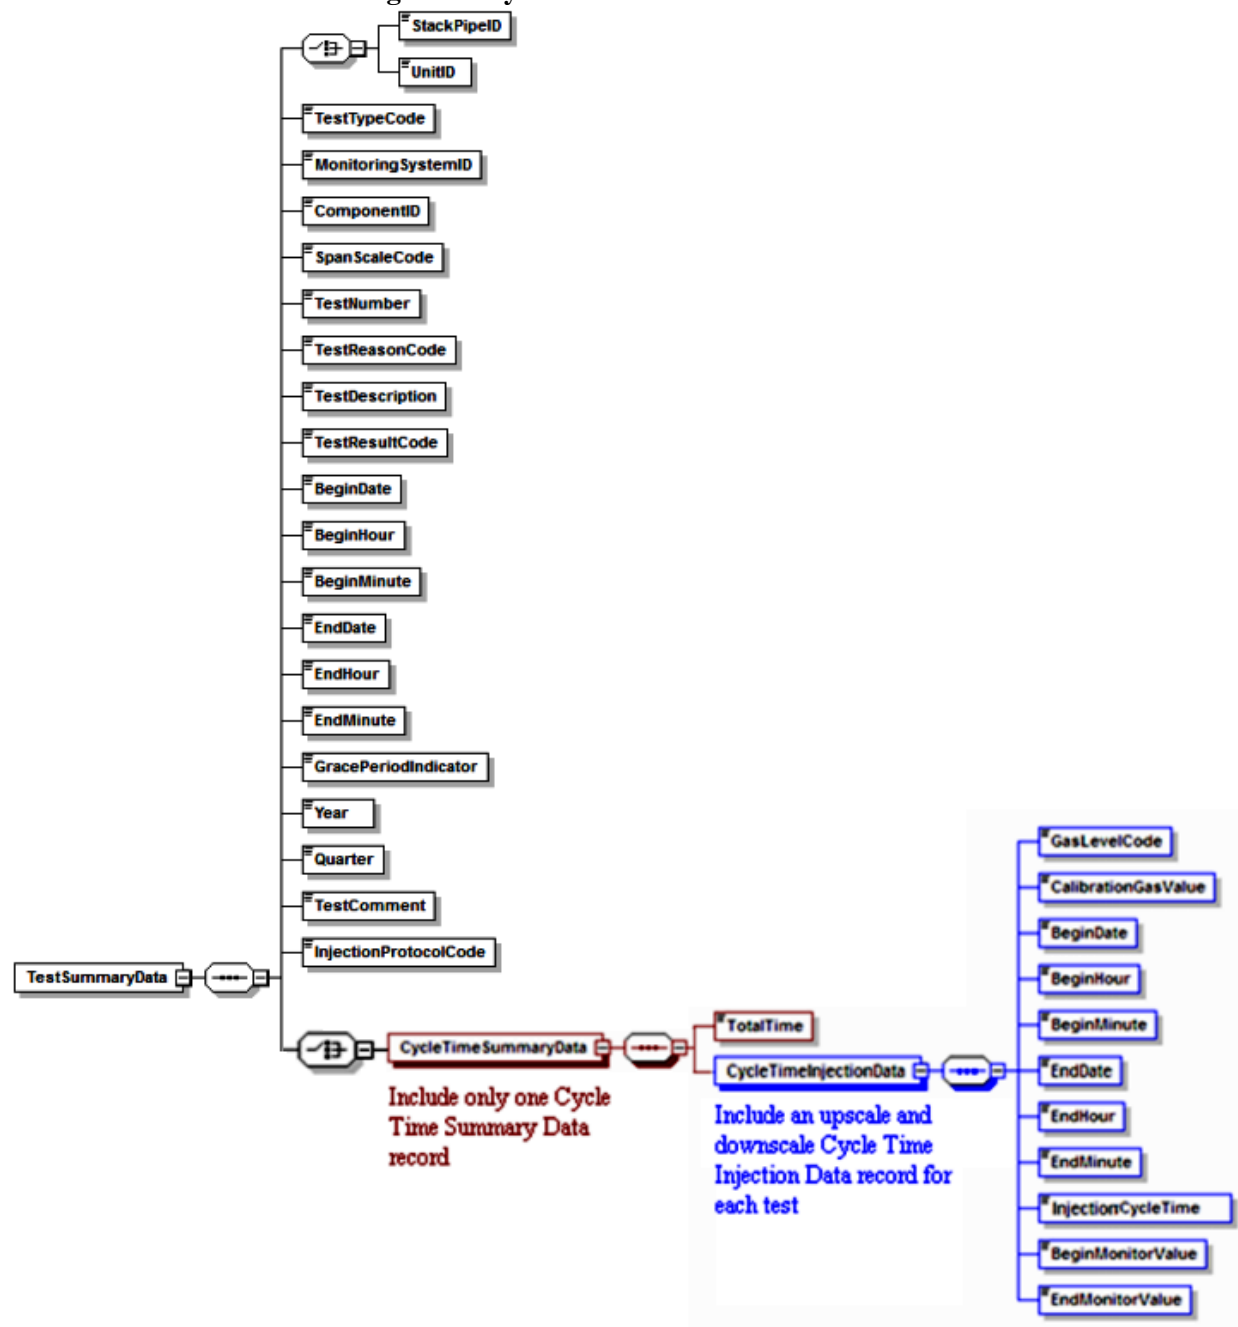 StackPipeID
UnitID
TestTypeCode
MonitoringSystemID
ComponentID
SpanScaleCode
TestNumber
TestReasonCode
TestDescription
TestResultCode
BeginDate
BeginHour
BeginMinute
EndDate
EndHour
EndMinute
GracePeriodIndicator
Year
Quarter
TestComment
InjectionProtocolCode
TestSummaryData
CycleTimeSummaryData
Include only one Cycle
Time Summary Data
record
TotalTime
CycleTimeInjectionData
Include an upscale and
downscale Cycle Time
Injection Data record for
each test
GasLevelCode
CalibrationGasValue
BeginDate
BeginHour
BeginMinute
EndDate
EndHour
EndMinute
InjectionCycleTime
BeginMonitorValue
EndMonitorValue